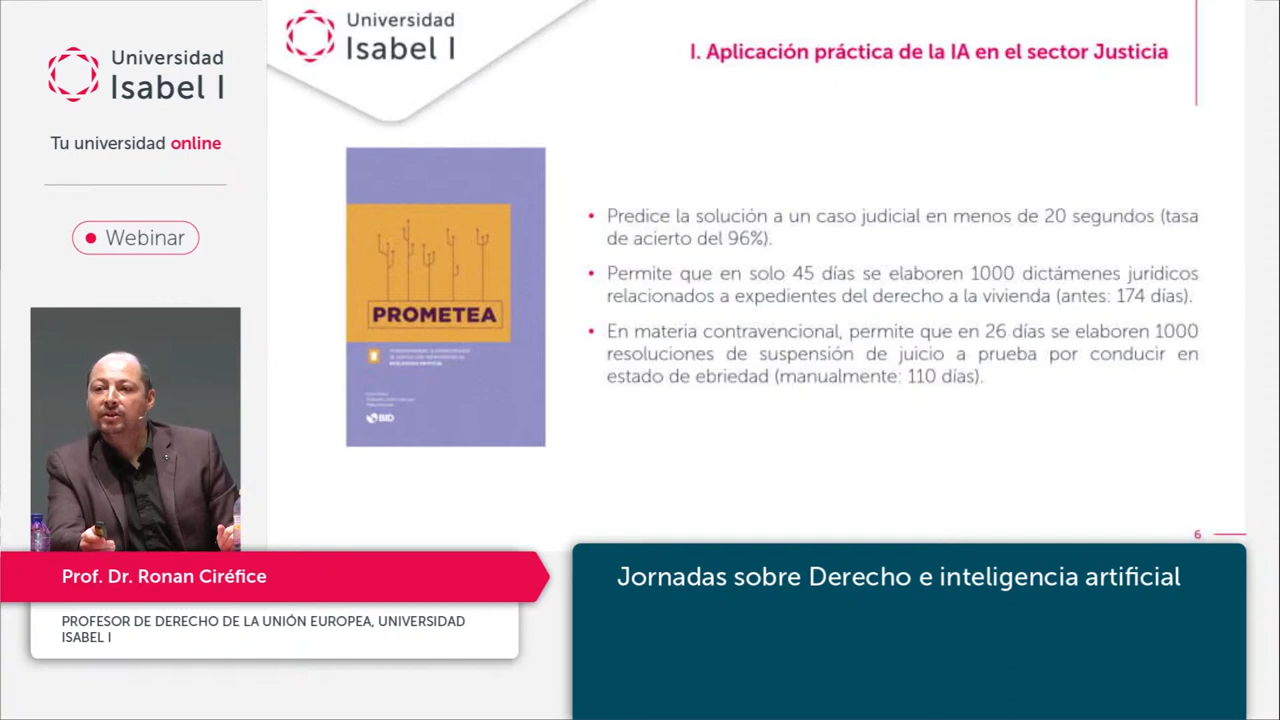 Universidad
Isabel I
Tu universidad online
Webinar
Universidad
Isabel I
I. Aplicación práctica de la IA en el sector Justicia
PROMETEA
BID
• Predice la solución a un caso judicial en menos de 20 segundos (tasa
de acierto del 96%).
• Permite que en solo 45 días se elaboren 1000 dictámenes jurídicos
relacionados a expedientes del derecho a la vivienda (antes: 174 días).
• En materia contravencional, permite que en 26 días se elaboren 1000
resoluciones de suspensión de juicio a prueba por conducir en
estado de ebriedad (manualmente: 110 días).
6
Prof. Dr. Ronan Ciréfice
PROFESOR DE DERECHO DE LA UNIÓN EUROPEA, UNIVERSIDAD
ISABEL I
Jornadas sobre Derecho e inteligencia artificial